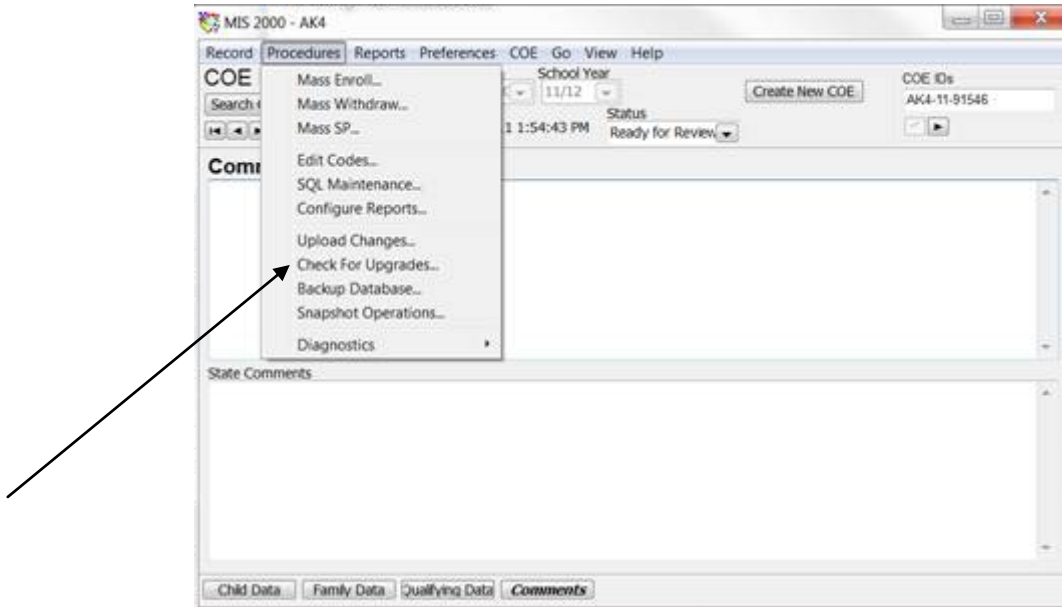 MIS 2000 - AK4
Record Procedures Reports Preferences COE Go View Help
COE
School Year
COE IDs
Search
11/12
Create New COE
AK4-11-91546
Status
1 1:54:43 PM
Ready for Review
Mass Enroll...
Mass Withdraw...
Mass SP...
Edit Codes...
SQL Maintenance...
Configure Reports...
Upload Changes...
Check For Upgrades...
Backup Database...
Snapshot Operations...
Diagnostics
Comm
State Comments
Child Data Family Data Qualifying Data Comments